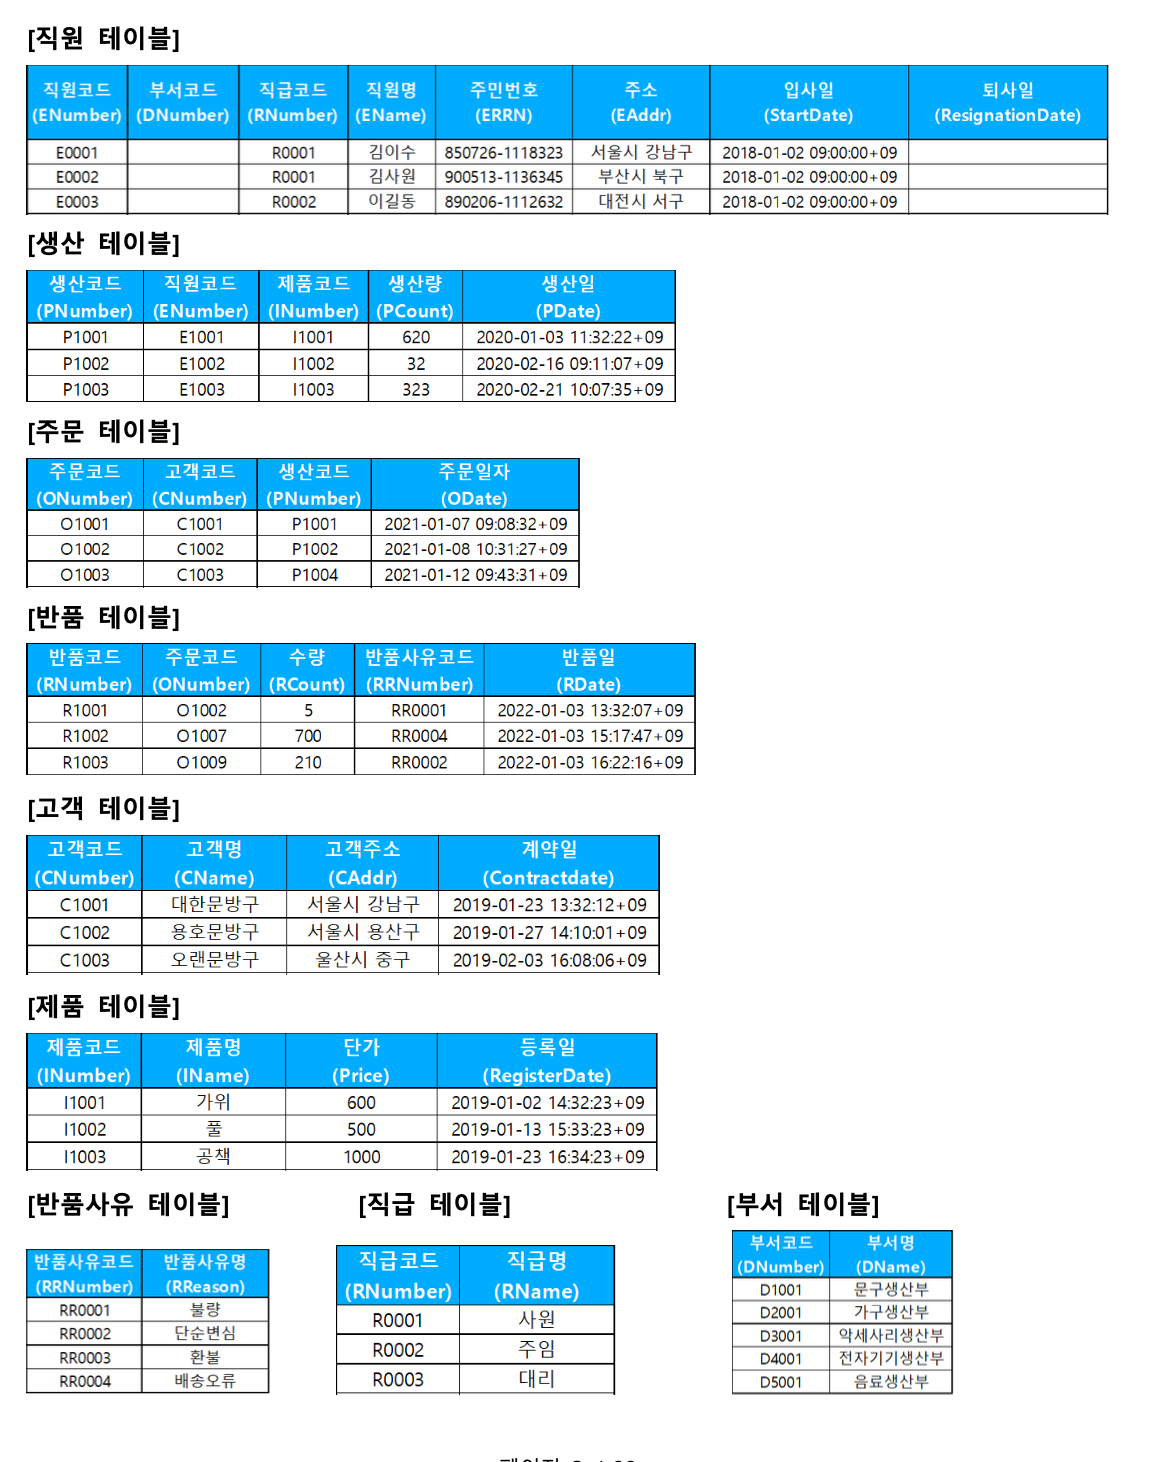 [직원 테이블]
직원코드 부서코드 직급코드 직원명 주민번호 주소 입사일 퇴사일
(ENumber) (DNumber) (RNumber) (EName) (ERRN) (EAddr) (StartDate) (ResignationDate)
E0001 R0001 김이수 850726-1118323 서울시 강남구 2018-01-02 09:00:00+09
E0002 R0001 김사원 900513-1136345 부산시 북구 2018-01-02 09:00:00+09
E0003 R0002 이길동 890206-1112632 대전시 서구 2018-01-02 09:00:00+09
[생산 테이블]
생산코드 직원코드 제품코드 생산량 생산일
(PNumber) (ENumber) (INumber) (PCount) (PDate)
P1001 E1001 I1001 620 2020-01-03 11:32:22+09
P1002 E1002 I1002 32 2020-02-16 09:11:07+09
P1003 E1003 I1003 323 2020-02-21 10:07:35+09
[주문 테이블]
주문코드 고객코드 생산코드 주문일자
(ONumber) (CNumber) (PNumber) (ODate)
O1001 C1001 P1001 2021-01-07 09:08:32+09
O1002 C1002 P1002 2021-01-08 10:31:27+09
O1003 C1003 P1004 2021-01-12 09:43:31+09
[반품 테이블]
반품코드 주문코드 수량 반품사유코드 반품일
(RNumber) (ONumber) (RCount) (RRNumber) (RDate)
R1001 O1002 5 RR0001 2022-01-03 13:32:07+09
R1002 O1007 700 RR0004 2022-01-03 15:17:47+09
R1003 O1009 210 RR0002 2022-01-03 16:22:16+09
[고객 테이블]
고객코드 고객명 고객주소 계약일
(CNumber) (CName) (CAddr) (Contractdate)
C1001 대한문방구 서울시 강남구 2019-01-23 13:32:12+09
C1002 용호문방구 서울시 용산구 2019-01-27 14:10:01+09
C1003 오랜문방구 울산시 중구 2019-02-03 16:08:06+09
[제품 테이블]
제품코드 제품명 단가 등록일
(INumber) (IName) (Price) (RegisterDate)
I1001 가위 600 2019-01-02 14:32:23+09
I1002 풀 500 2019-01-13 15:33:23+09
I1003 공책 1000 2019-01-23 16:34:23+09
[반품사유 테이블]
반품사유코드 반품사유명
(RRNumber) (RReason)
RR0001 불량
RR0002 단순변심
RR0003 환불
RR0004 배송오류
[직급 테이블]
직급코드 직급명
(RNumber) (RName)
R0001 사원
R0002 주임
R0003 대리
[부서 테이블]
부서코드 부서명
(DNumber) (DName)
D1001 문구생산부
D2001 가구생산부
D3001 악세사리생산부
D4001 전자기기생산부
D5001 음료생산부